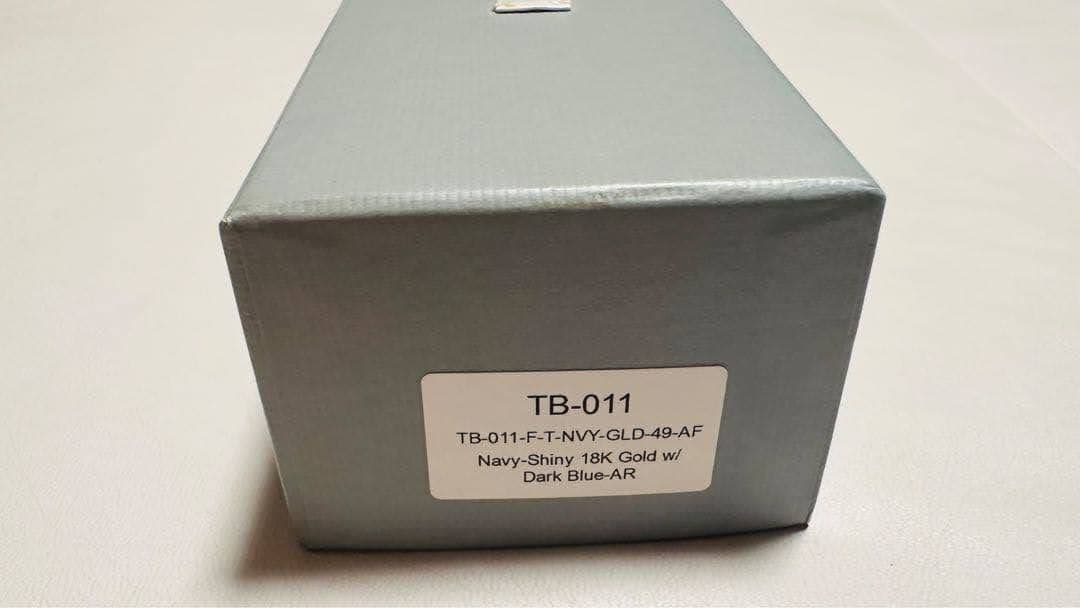 TB-011
TB-011-F-T-NVY-GLD-49-AF
Navy-Shiny 18K Gold w/
Dark Blue-AR